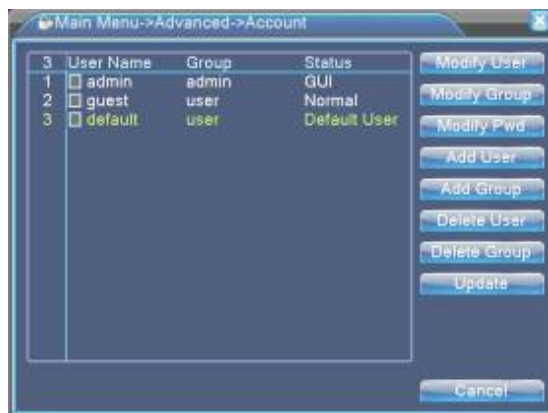 Main Menu->Advanced->Account
3 User Name Group Status
1 admin admin GUI
2 guest user Normal
3 default user Default User
Modify User
Modify Group
Modify Pwd
Add User
Add Group
Delete User
Delete Group
Update
Cancel